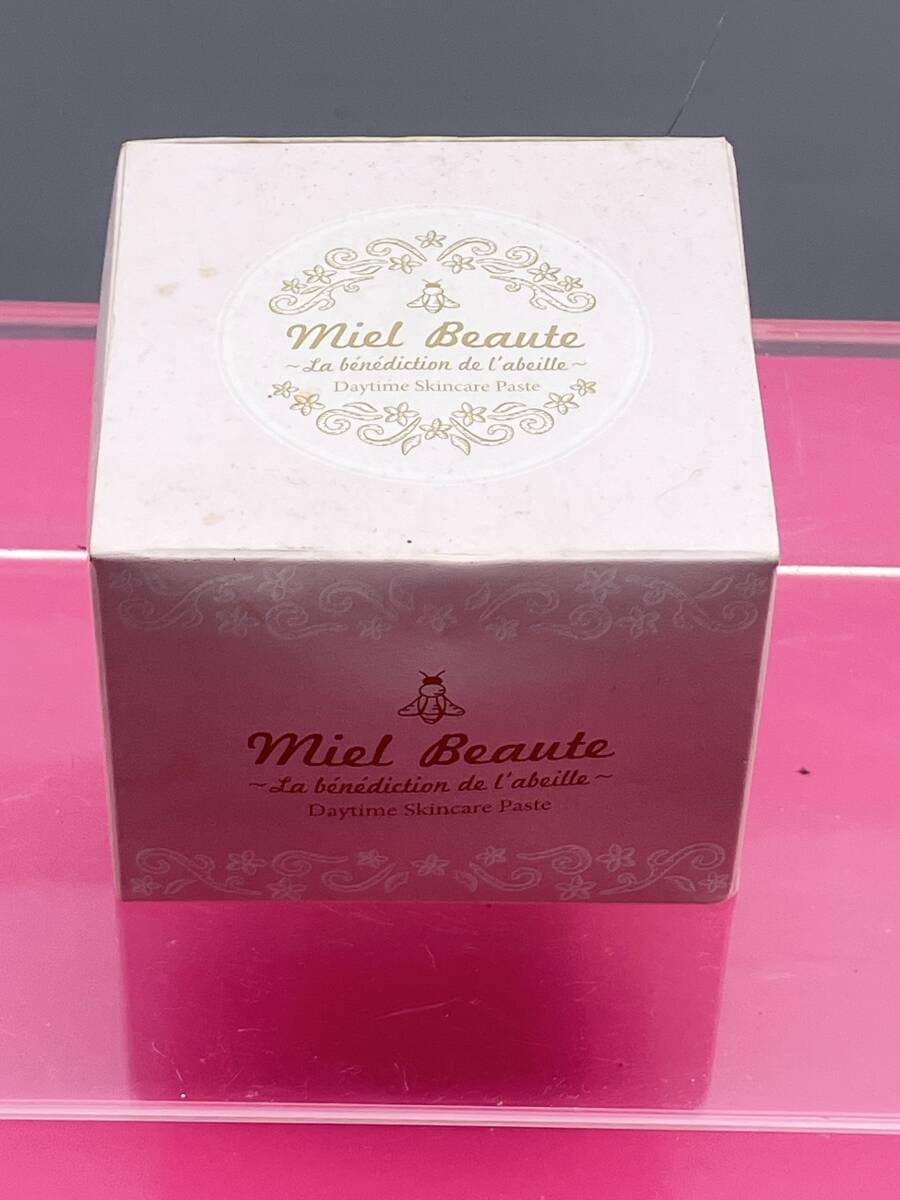 Miel Beaute
~La bénédiction de l'abeille~
Daytime Skincare Paste
Miel Beaute
~La bénédiction de l'abeille~
Daytime Skincare Paste